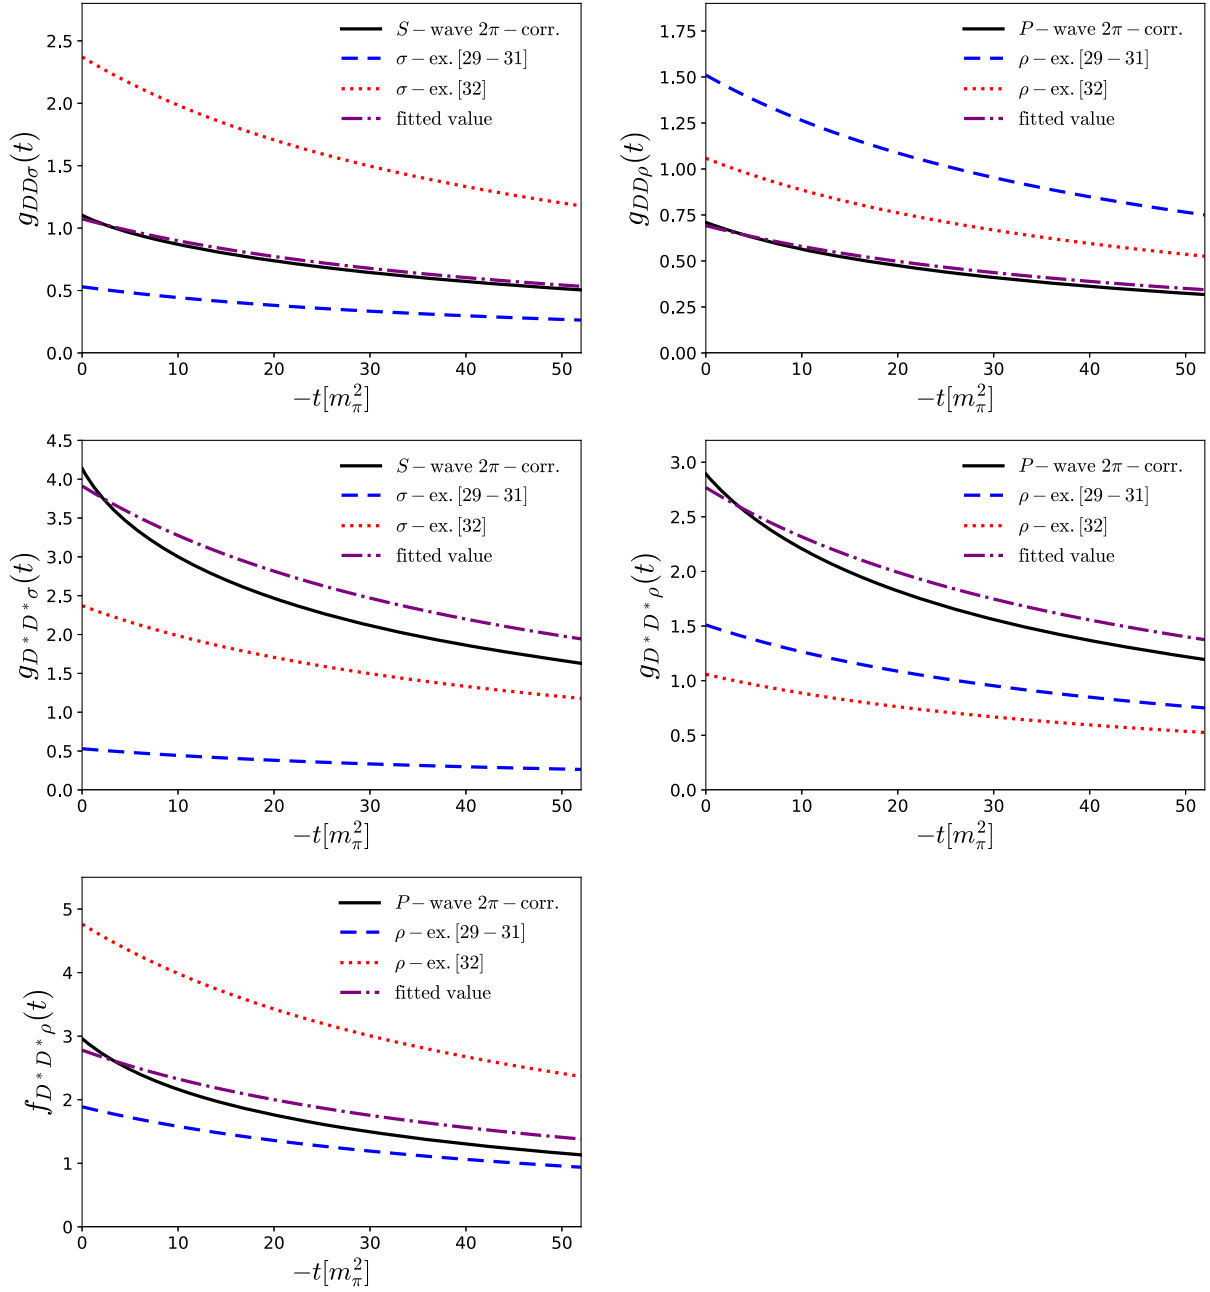 g_{DDσ}(t)
2.5
2.0
1.5
1.0
0.5
0.0
S − wave 2π − corr.
σ − ex. [29 − 31]
σ − ex. [32]
fitted value
0 10 20 30 40 50
−t[m_π^2]
g_{DDρ}(t)
1.75
1.50
1.25
1.00
0.75
0.50
0.25
0.00
P − wave 2π − corr.
ρ − ex. [29 − 31]
ρ − ex. [32]
fitted value
0 10 20 30 40 50
−t[m_π^2]
g_{D*D*σ}(t)
4.5
4.0
3.5
3.0
2.5
2.0
1.5
1.0
0.5
0.0
S − wave 2π − corr.
σ − ex. [29 − 31]
σ − ex. [32]
fitted value
0 10 20 30 40 50
−t[m_π^2]
g_{D*D*ρ}(t)
3.0
2.5
2.0
1.5
1.0
0.5
0.0
P − wave 2π − corr.
ρ − ex. [29 − 31]
ρ − ex. [32]
fitted value
0 10 20 30 40 50
−t[m_π^2]
f_{D*D*ρ}(t)
5
4
3
2
1
0
P − wave 2π − corr.
ρ − ex. [29 − 31]
ρ − ex. [32]
fitted value
0 10 20 30 40 50
−t[m_π^2]